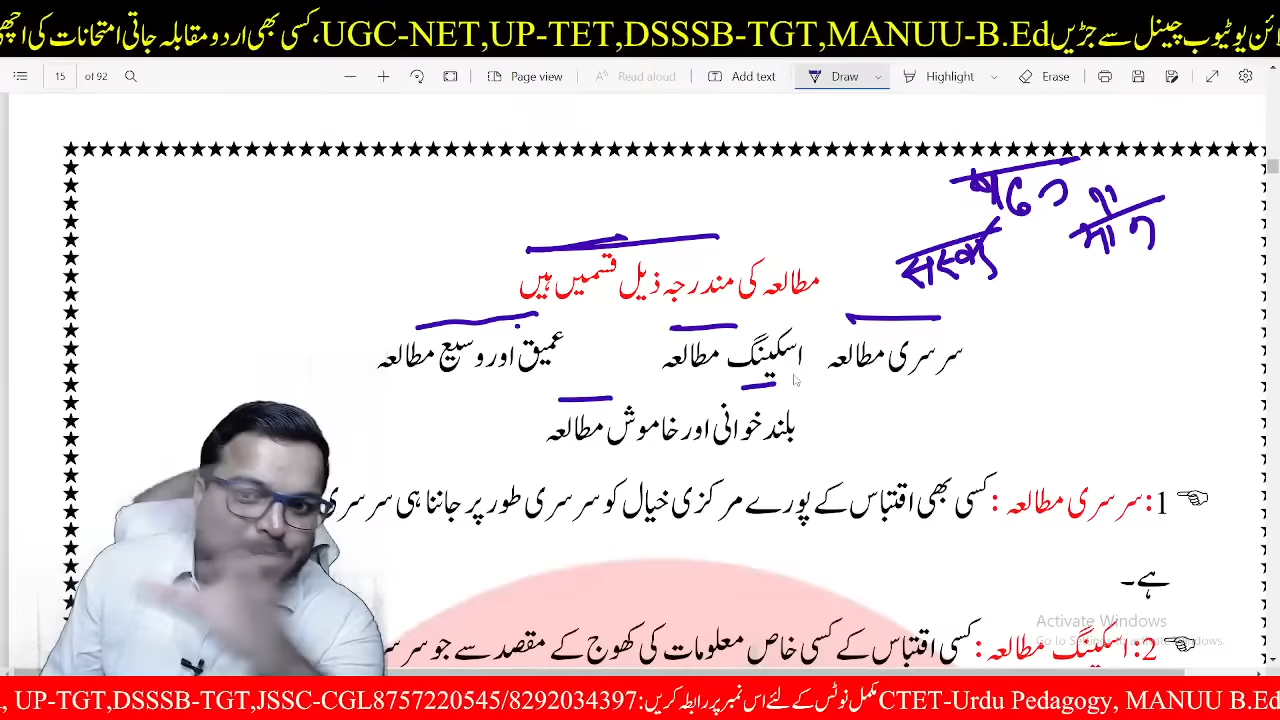 ائن یوٹیوب چینل سے جڑیں UGC-NET,UP-TET,DSSSB-TGT,MANUU-B.Ed، کسی بھی اردو مقابلہ جاتی امتحانات کی اچھی
15 of 92 Page view Read aloud Add text Draw Highlight Erase
मौन
सस्वर
مطالعہ کی مندرجہ ذیل قسمیں ہیں
سرسری مطالعہ اسکیننگ مطالعہ عمیق اور وسیع مطالعہ
بلند خوانی اور خاموش مطالعہ
1: سرسری مطالعہ: کسی بھی اقتباس کے پورے مرکزی خیال کو سرسری طور پر جاننا ہی سرسری
ہے۔
Activate Windows
2: اسکیننگ مطالعہ: کسی اقتباس کے کسی خاص معلومات کی کھوج کے مقصد سے جو سرسر
CTET-Urdu Pedagogy, MANUU B.Ed مکمل نوٹس کے لئے اس نمبر پر رابطہ کریں: UP-TGT,DSSSB-TGT,JSSC-CGL8757220545/8292034397